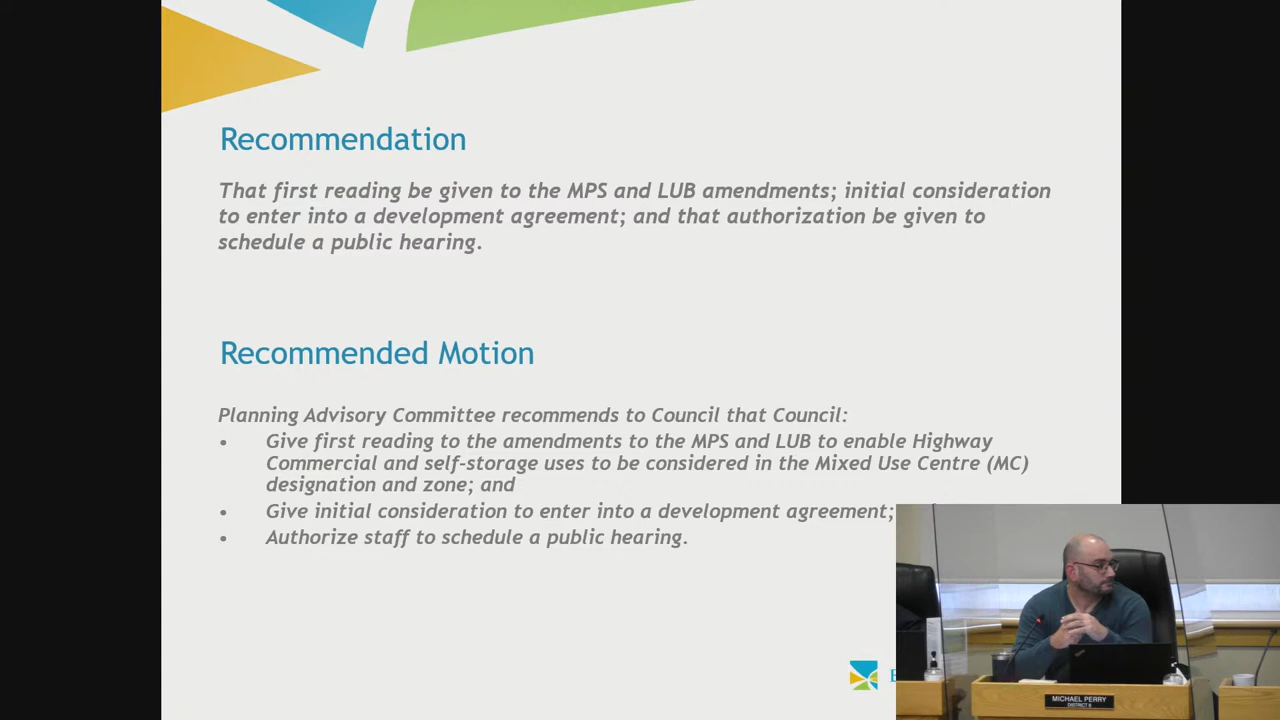 Recommendation
That first reading be given to the MPS and LUB amendments; initial consideration
to enter into a development agreement; and that authorization be given to
schedule a public hearing.
Recommended Motion
Planning Advisory Committee recommends to Council that Council:
• Give first reading to the amendments to the MPS and LUB to enable Highway
Commercial and self-storage uses to be considered in the Mixed Use Centre (MC)
designation and zone; and
• Give initial consideration to enter into a development agreement;
• Authorize staff to schedule a public hearing.
MICHAEL PERRY